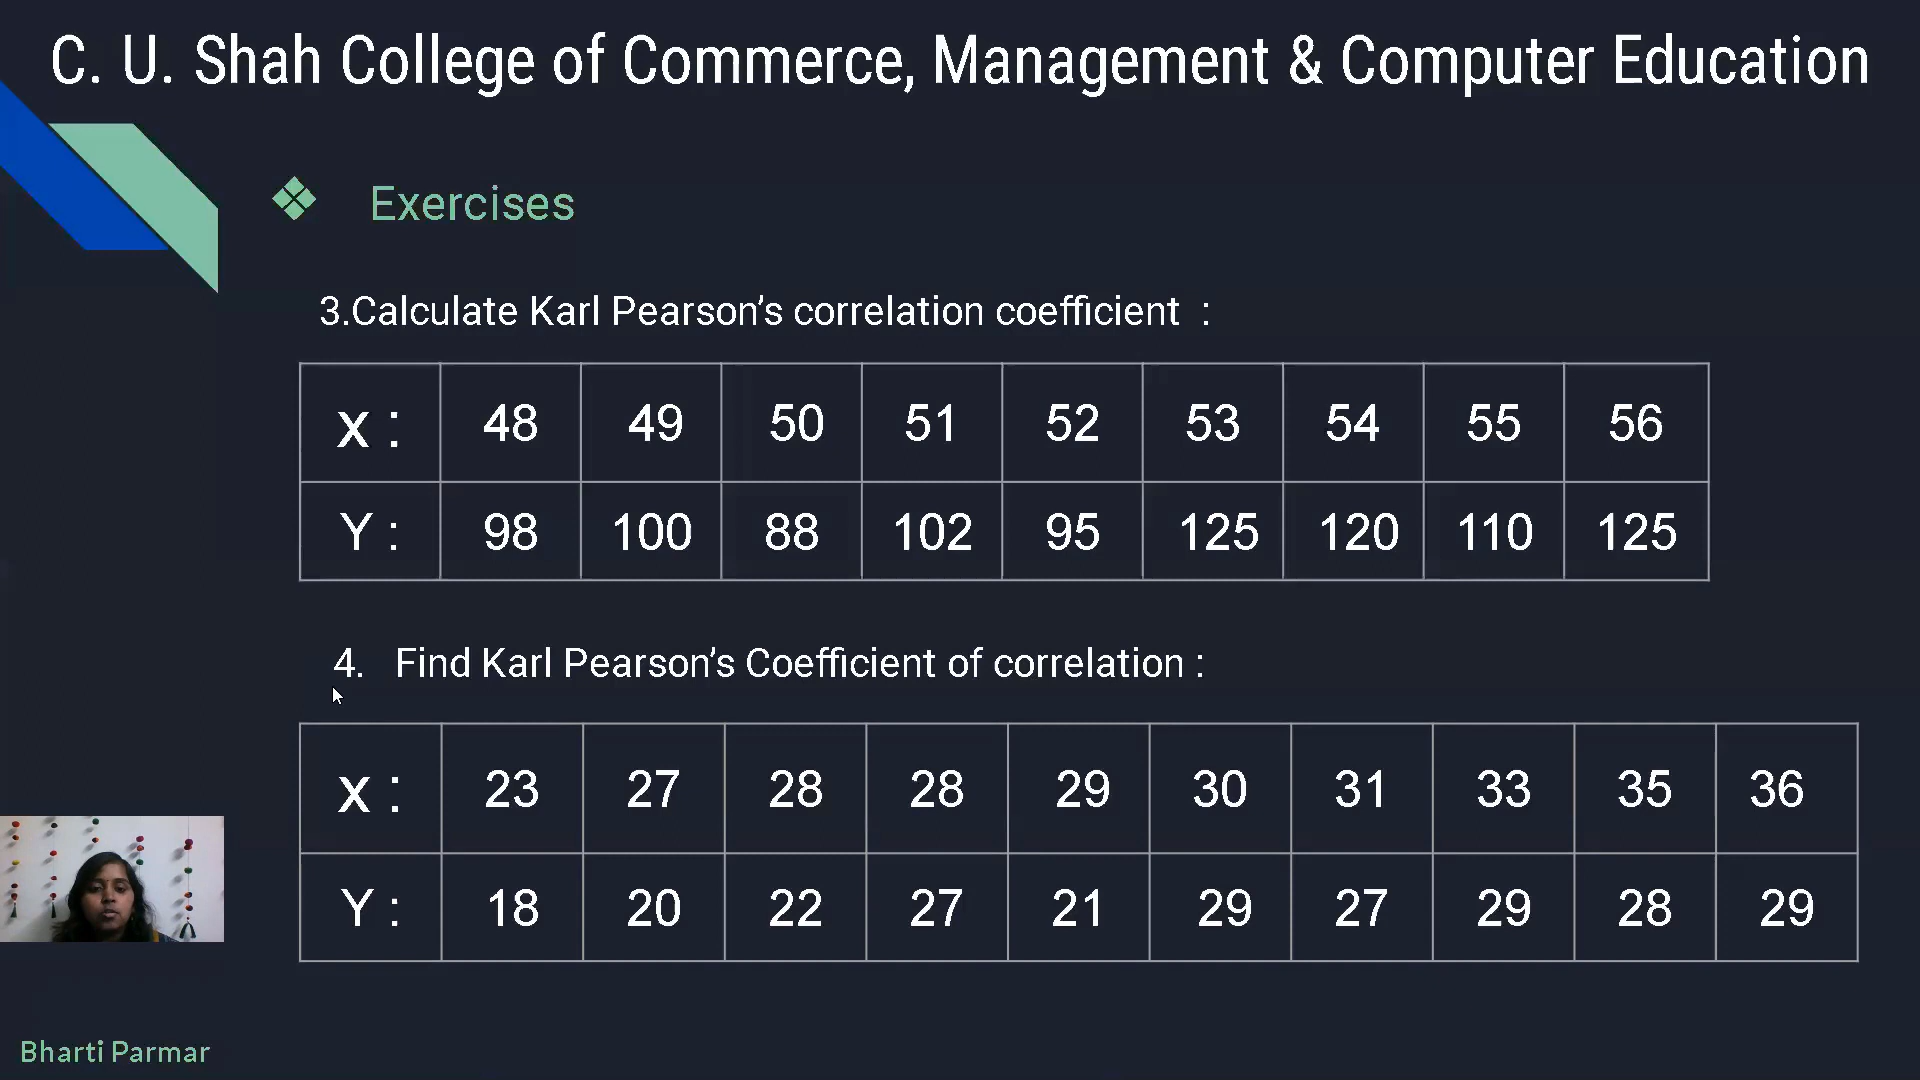 C. U. Shah College of Commerce, Management & Computer Education
❖ Exercises
3.Calculate Karl Pearson’s correlation coefficient :
x : 48 49 50 51 52 53 54 55 56
Y : 98 100 88 102 95 125 120 110 125
4. Find Karl Pearson’s Coefficient of correlation :
x : 23 27 28 28 29 30 31 33 35 36
Y : 18 20 22 27 21 29 27 29 28 29
Bharti Parmar